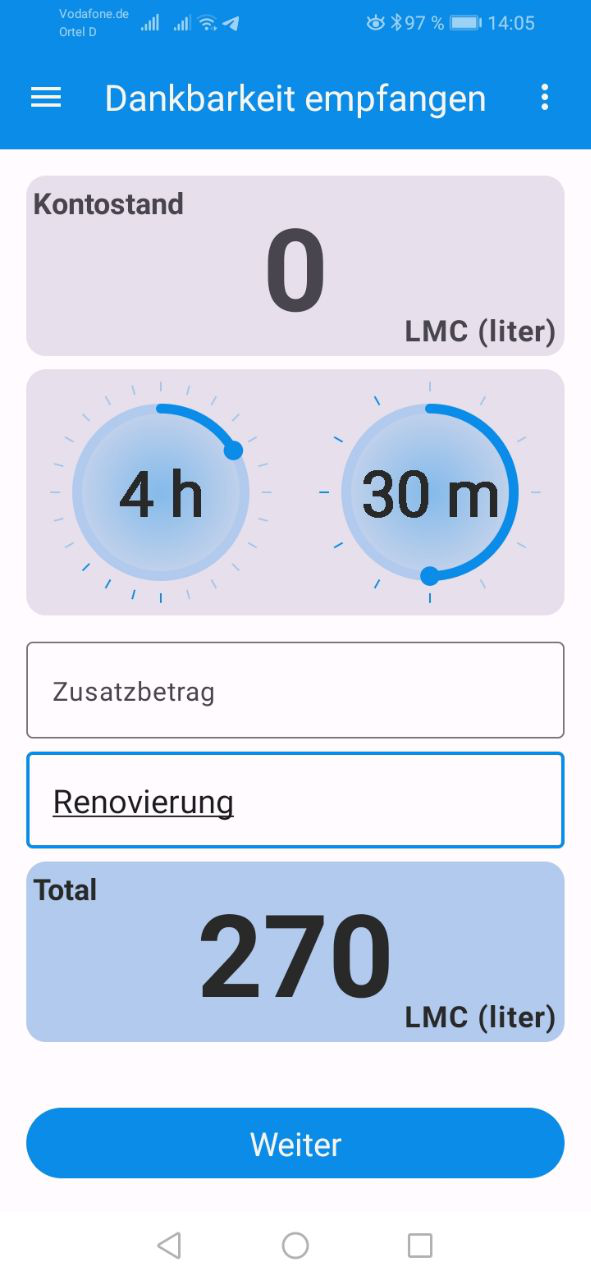 Vodafone.de
Ortel D
97 % 14:05
Dankbarkeit empfangen
Kontostand
0
LMC (liter)
4 h
30 m
Zusatzbetrag
Renovierung
Total
270
LMC (liter)
Weiter